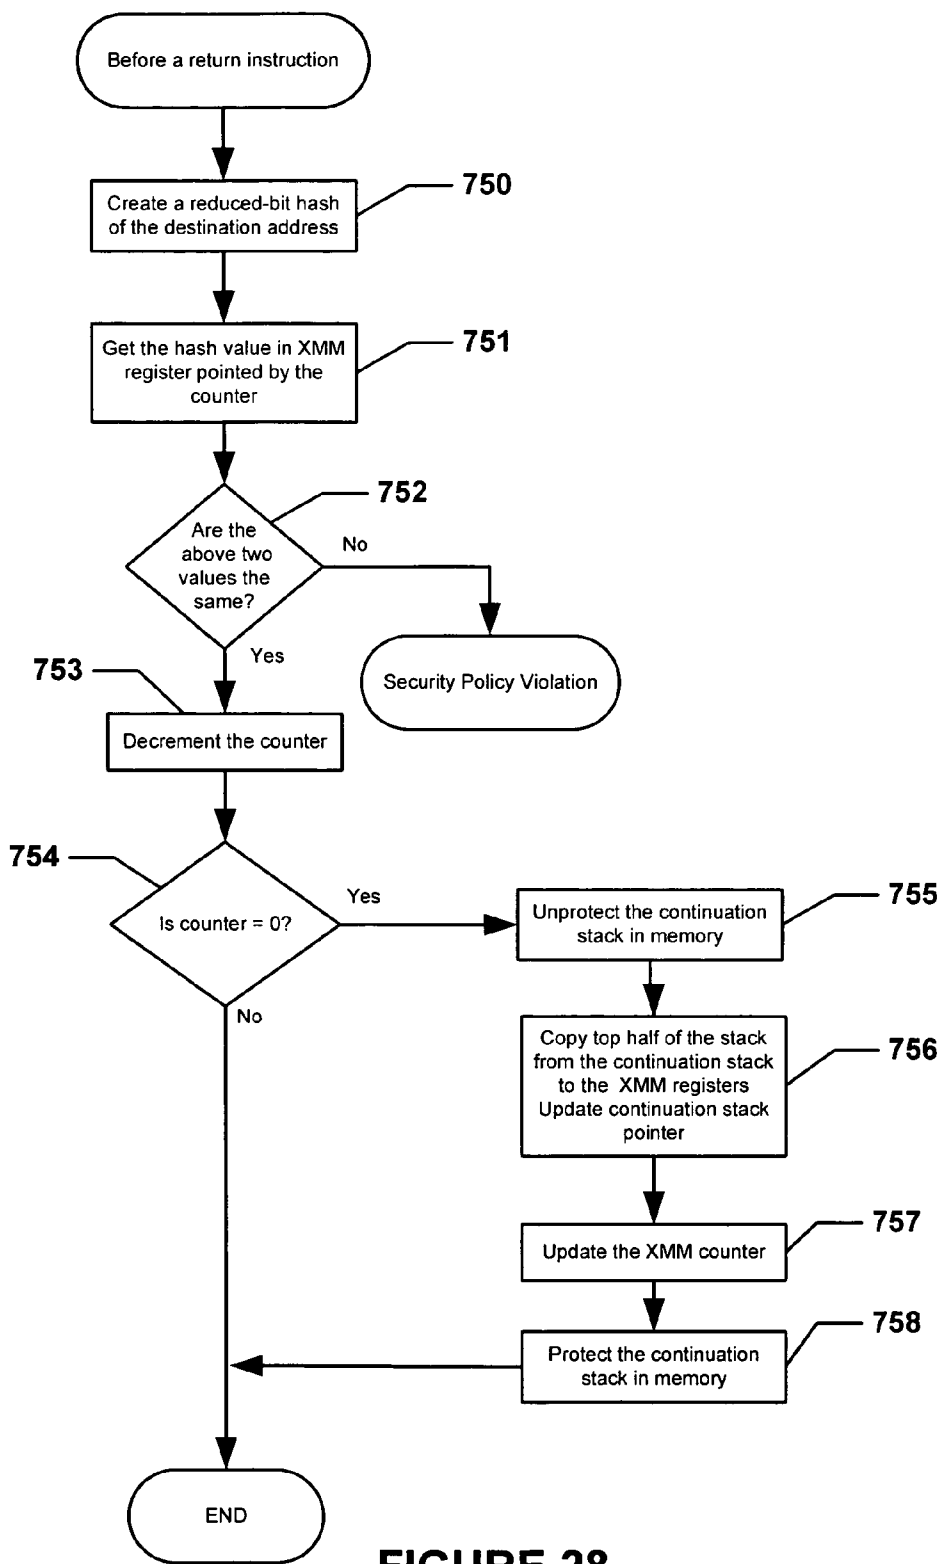 Before a return instruction
750
Create a reduced-bit hash
of the destination address
751
Get the hash value in XMM
register pointed by the
counter
752
Are the
above two
values the
same?
No
Yes
Security Policy Violation
753
Decrement the counter
754
Is counter = 0?
Yes
No
755
Unprotect the continuation
stack in memory
756
Copy top half of the stack
from the continuation stack
to the XMM registers
Update continuation stack
pointer
757
Update the XMM counter
758
Protect the continuation
stack in memory
END
FIGURE 28